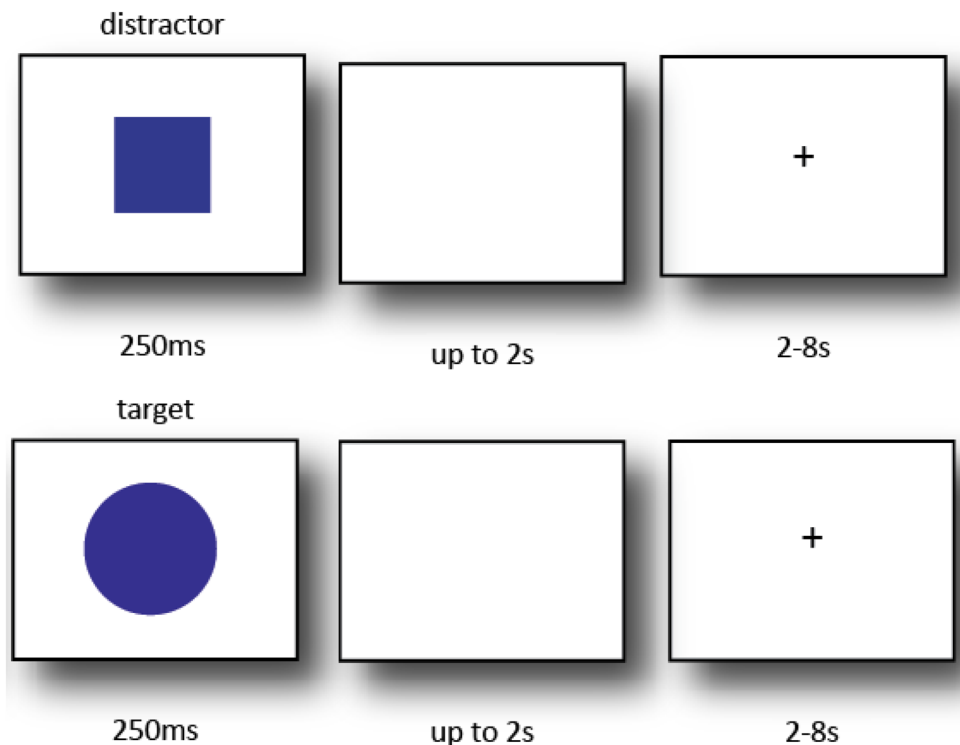 distractor
+
250ms
up to 2s
2-8s
target
+
250ms
up to 2s
2-8s